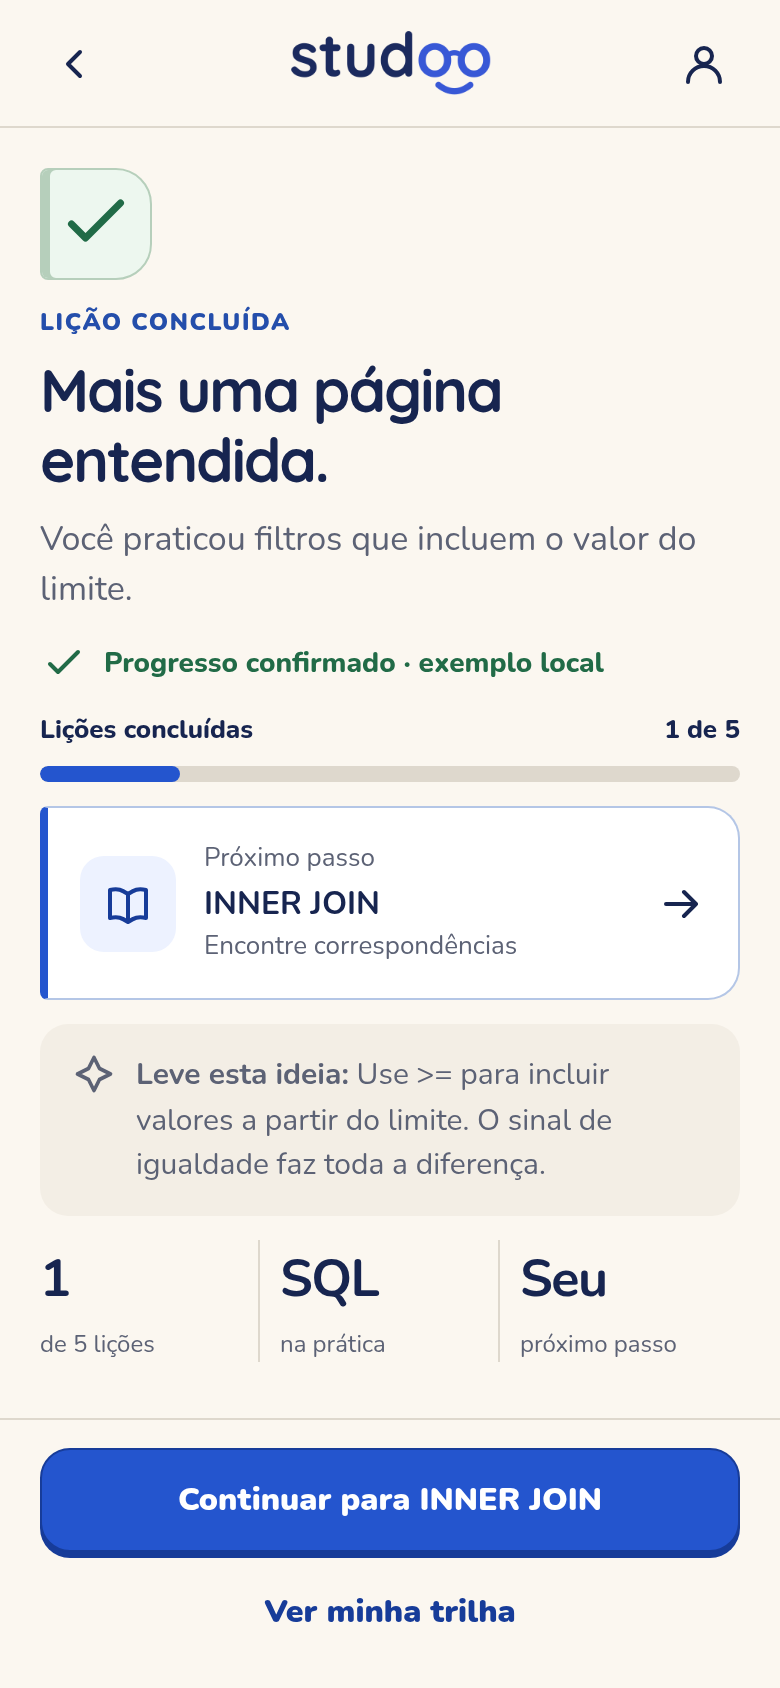 studoo
LIÇÃO CONCLUÍDA
Mais uma página
entendida.
Você praticou filtros que incluem o valor do
limite.
Progresso confirmado · exemplo local
Lições concluídas 1 de 5
Próximo passo
INNER JOIN
Encontre correspondências
Leve esta ideia: Use >= para incluir
valores a partir do limite. O sinal de
igualdade faz toda a diferença.
1 SQL Seu
de 5 lições na prática próximo passo
Continuar para INNER JOIN
Ver minha trilha